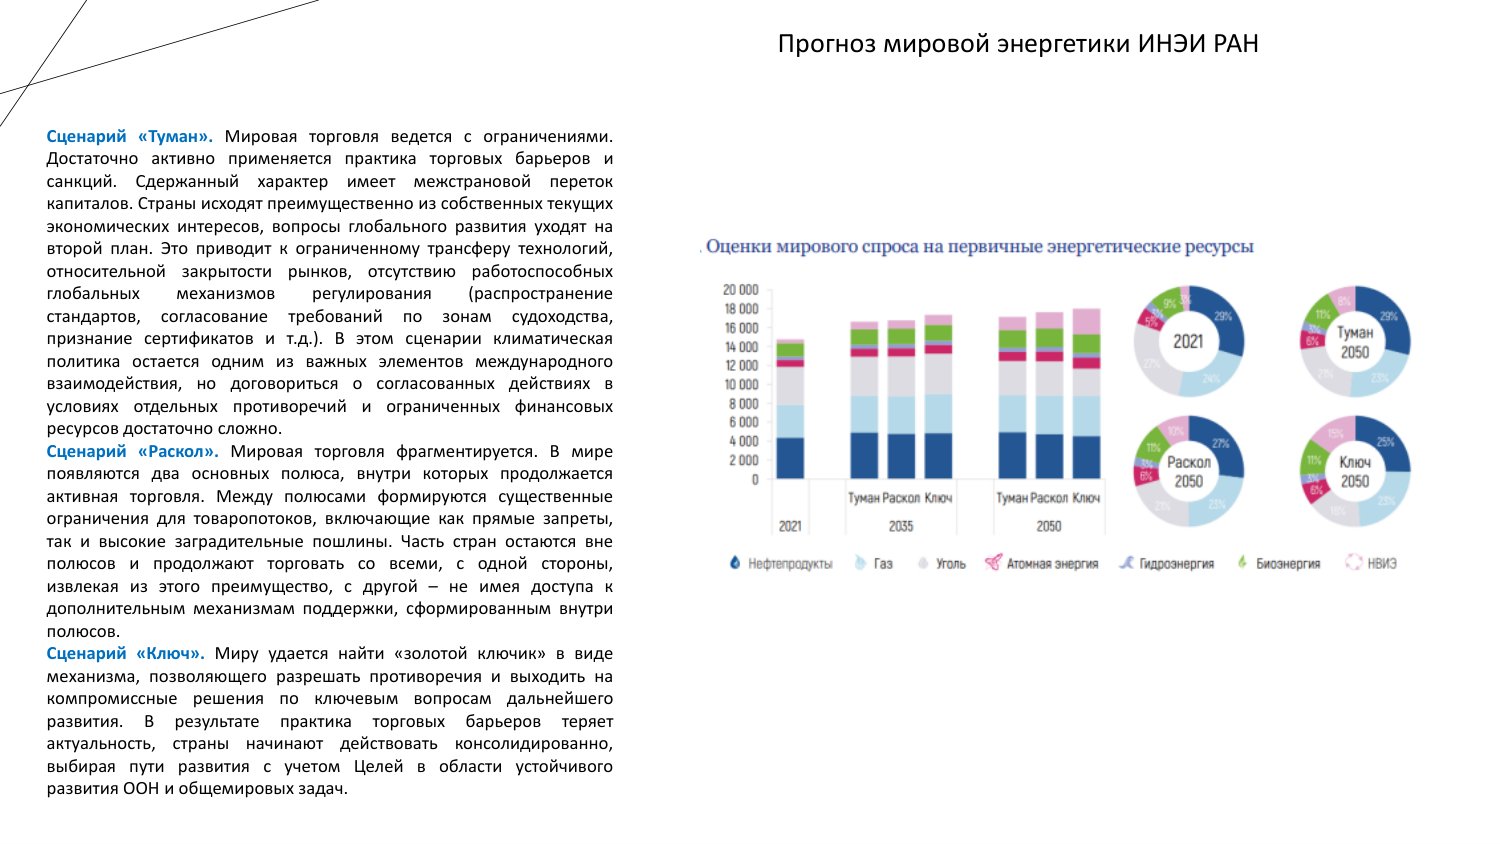 Прогноз мировой энергетики ИНЭИ РАН
Сценарий «Туман». Мировая торговля ведется с ограничениями.
Достаточно активно применяется практика торговых барьеров и
санкций. Сдержанный характер имеет межстрановой переток
капиталов. Страны исходят преимущественно из собственных текущих
экономических интересов, вопросы глобального развития уходят на
второй план. Это приводит к ограниченному трансферу технологий,
относительной закрытости рынков, отсутствию работоспособных
глобальных механизмов регулирования (распространение
стандартов, согласование требований по зонам судоходства,
признание сертификатов и т.д.). В этом сценарии климатическая
политика остается одним из важных элементов международного
взаимодействия, но договориться о согласованных действиях в
условиях отдельных противоречий и ограниченных финансовых
ресурсов достаточно сложно.
Сценарий «Раскол». Мировая торговля фрагментируется. В мире
появляются два основных полюса, внутри которых продолжается
активная торговля. Между полюсами формируются существенные
ограничения для товаропотоков, включающие как прямые запреты,
так и высокие заградительные пошлины. Часть стран остаются вне
полюсов и продолжают торговать со всеми, с одной стороны,
извлекая из этого преимущество, с другой – не имея доступа к
дополнительным механизмам поддержки, сформированным внутри
полюсов.
Сценарий «Ключ». Миру удается найти «золотой ключик» в виде
механизма, позволяющего разрешать противоречия и выходить на
компромиссные решения по ключевым вопросам дальнейшего
развития. В результате практика торговых барьеров теряет
актуальность, страны начинают действовать консолидированно,
выбирая пути развития с учетом Целей в области устойчивого
развития ООН и общемировых задач.
. Оценки мирового спроса на первичные энергетические ресурсы
20 000
18 000
16 000
14 000
12 000
10 000
8 000
6 000
4 000
2 000
0
Туман Раскол Ключ
Туман Раскол Ключ
2021
2035
2050
2021
29%
24%
27%
5%
3%
9%
3%
Туман
2050
29%
23%
21%
6%
3%
11%
8%
Раскол
2050
27%
23%
21%
6%
3%
11%
10%
Ключ
2050
25%
23%
16%
6%
3%
11%
15%
Нефтепродукты
Газ
Уголь
Атомная энергия
Гидроэнергия
Биоэнергия
НВИЭ